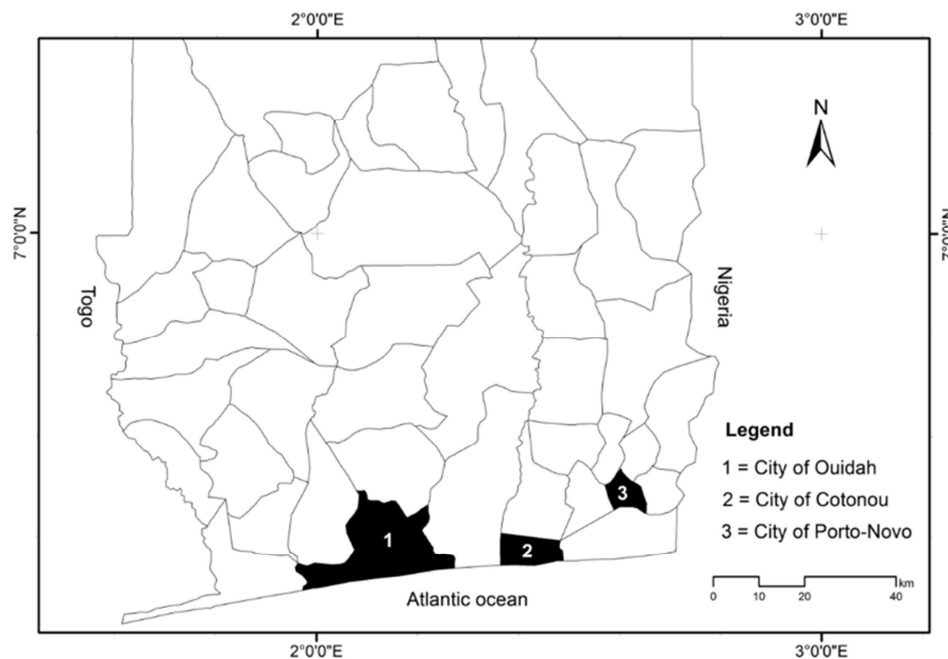 2°0'0"E 3°0'0"E
N
7°0'0"N 7°0'0"N
Togo
Nigeria
Legend
1 = City of Ouidah
2 = City of Cotonou
3 = City of Porto-Novo
3
1
2
km
0 10 20 40
Atlantic ocean
2°0'0"E 3°0'0"E